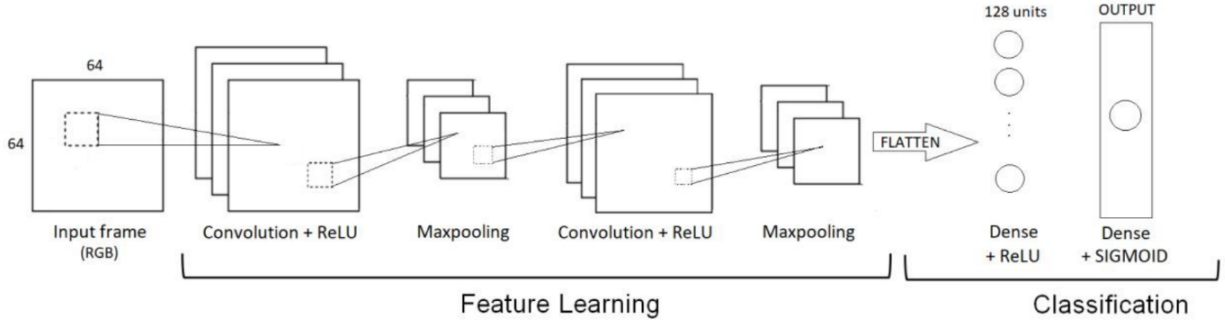 128 units
OUTPUT
64
64
FLATTEN
Input frame
(RGB)
Convolution + ReLU
Maxpooling
Convolution + ReLU
Maxpooling
Dense
+ ReLU
Dense
+ SIGMOID
Feature Learning
Classification